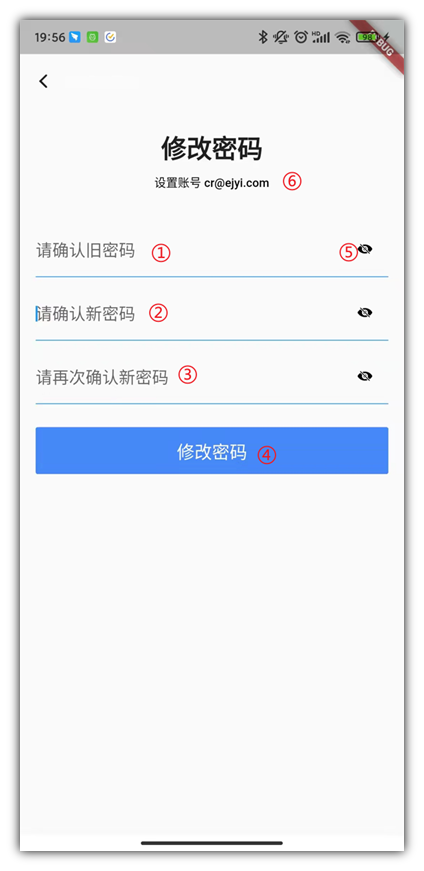 19:56 HD 98
BUG
修改密码
设置账号 cr@ejyi.com ⑥
请确认旧密码 ① ⑤
请确认新密码 ②
请再次确认新密码 ③
修改密码 ④